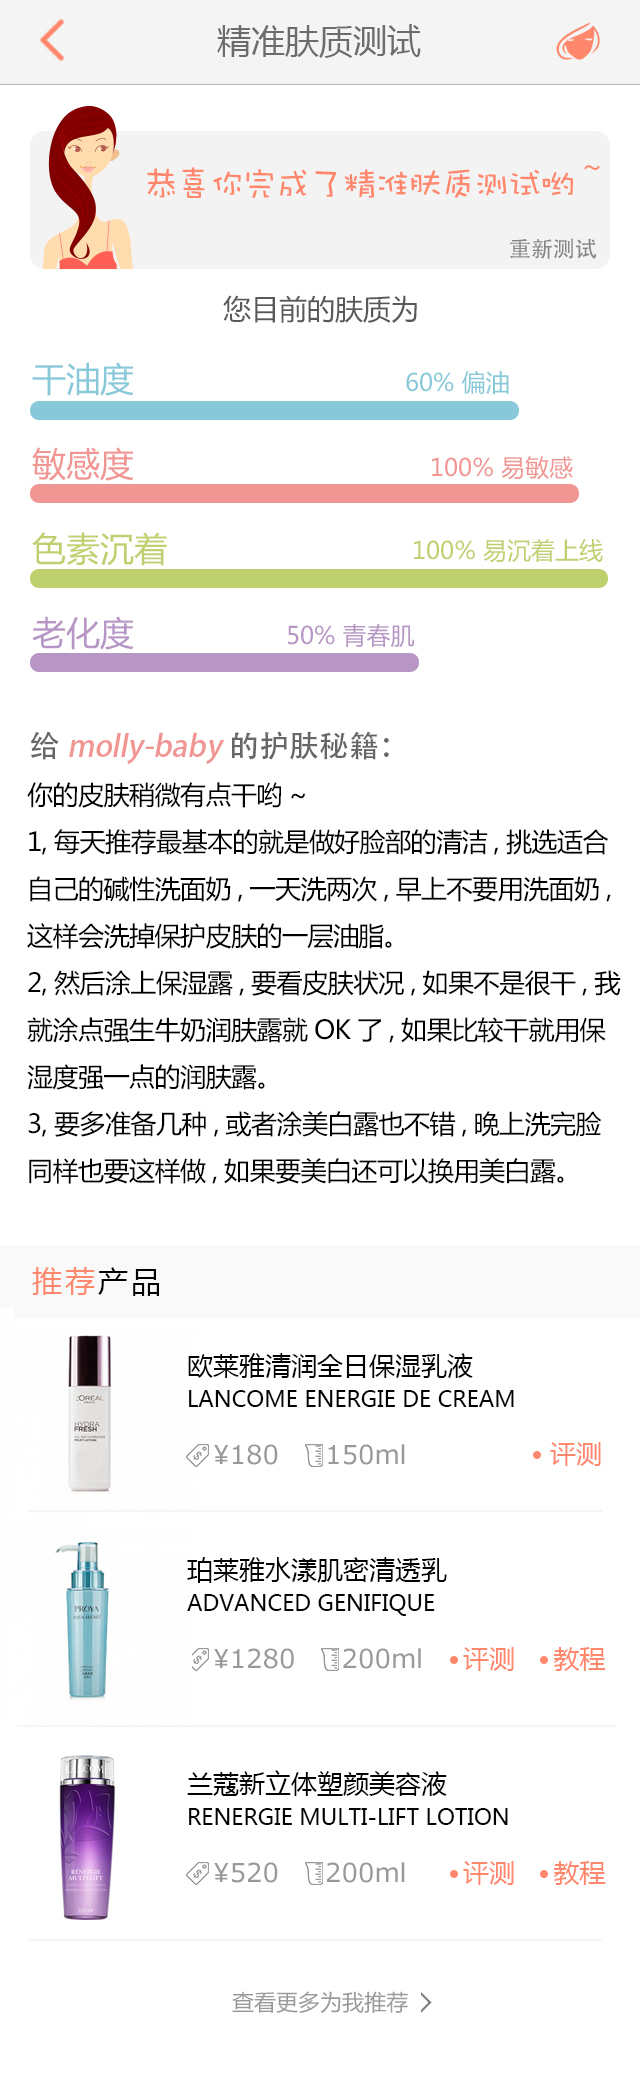 精准肤质测试
恭喜你完成了精准肤质测试哟~
重新测试
您目前的肤质为
干油度 60% 偏油
敏感度 100% 易敏感
色素沉着 100% 易沉着上线
老化度 50% 青春肌
给 molly-baby 的护肤秘籍：
你的皮肤稍微有点干哟 ~
1, 每天推荐最基本的就是做好脸部的清洁 , 挑选适合
自己的碱性洗面奶 , 一天洗两次 , 早上不要用洗面奶 ,
这样会洗掉保护皮肤的一层油脂。
2, 然后涂上保湿露 , 要看皮肤状况 , 如果不是很干 , 我
就涂点强生牛奶润肤露就 OK 了 , 如果比较干就用保
湿度强一点的润肤露。
3, 要多准备几种 , 或者涂美白露也不错 , 晚上洗完脸
同样也要这样做 , 如果要美白还可以换用美白露。
推荐产品
欧莱雅清润全日保湿乳液
LANCOME ENERGIE DE CREAM
¥180 150ml • 评测
L'OREAL
HYDRA
FRESH
珀莱雅水漾肌密清透乳
ADVANCED GENIFIQUE
¥1280 200ml •评测 •教程
PROYA
AQUA SECRET
兰蔻新立体塑颜美容液
RENERGIE MULTI-LIFT LOTION
¥520 200ml •评测 •教程
RÉNERGIE
MULTI-LIFT
查看更多为我推荐 >